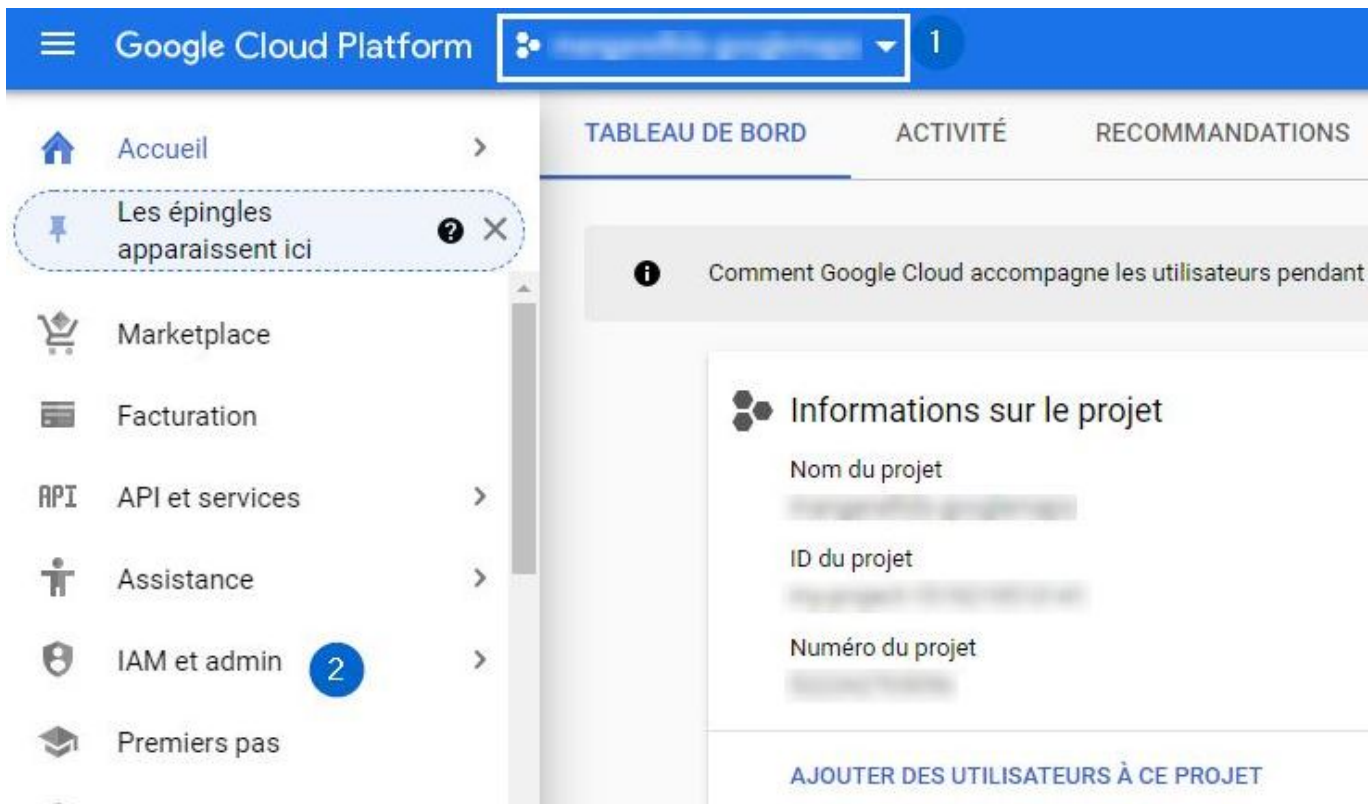 Google Cloud Platform
1
Accueil
Les épingles
apparaissent ici
Marketplace
Facturation
API API et services
Assistance
IAM et admin 2
Premiers pas
TABLEAU DE BORD ACTIVITÉ RECOMMANDATIONS
Comment Google Cloud accompagne les utilisateurs pendant
Informations sur le projet
Nom du projet
ID du projet
Numéro du projet
AJOUTER DES UTILISATEURS À CE PROJET